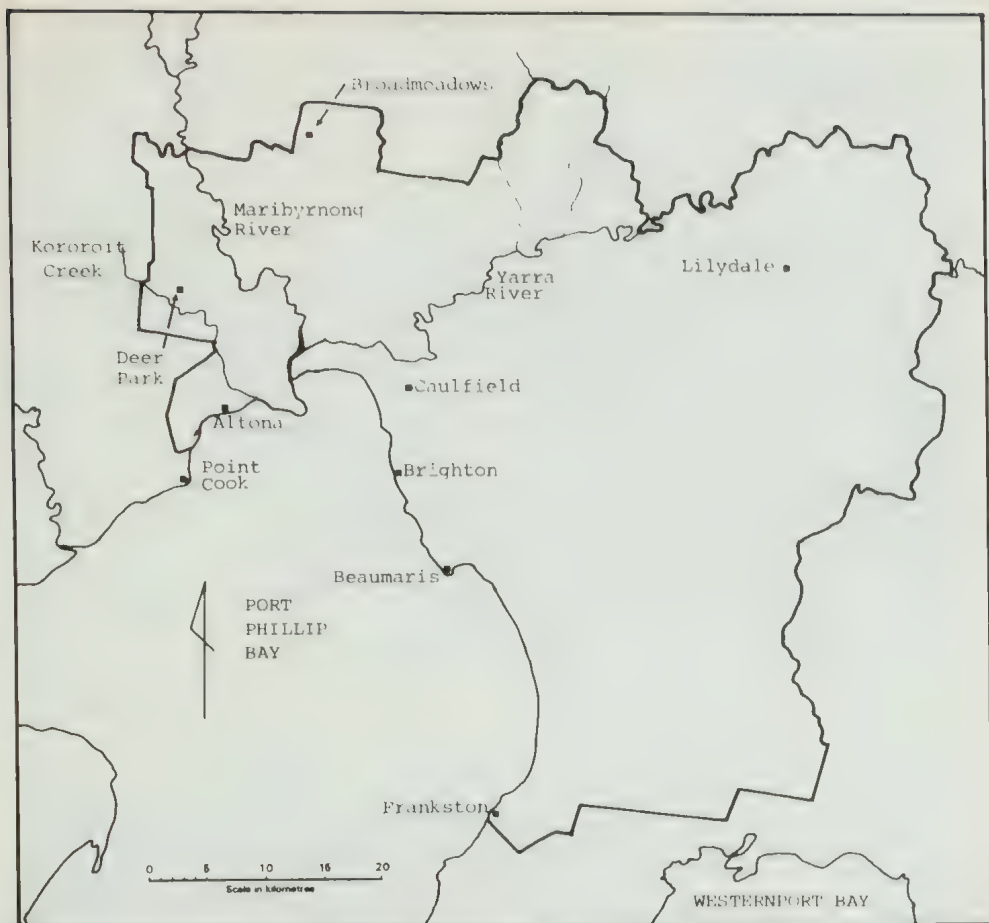 Broadmeadows
Maribyrnong
River
Kororoit
Creek
Lilydale
Yarra
River
Deer
Park
Caulfield
Altona
Point
Cook
Brighton
Beaumaris
PORT
PHILLIP
BAY
Frankston
0 5 10 15 20
Scale in kilometres
WESTERNPORT BAY